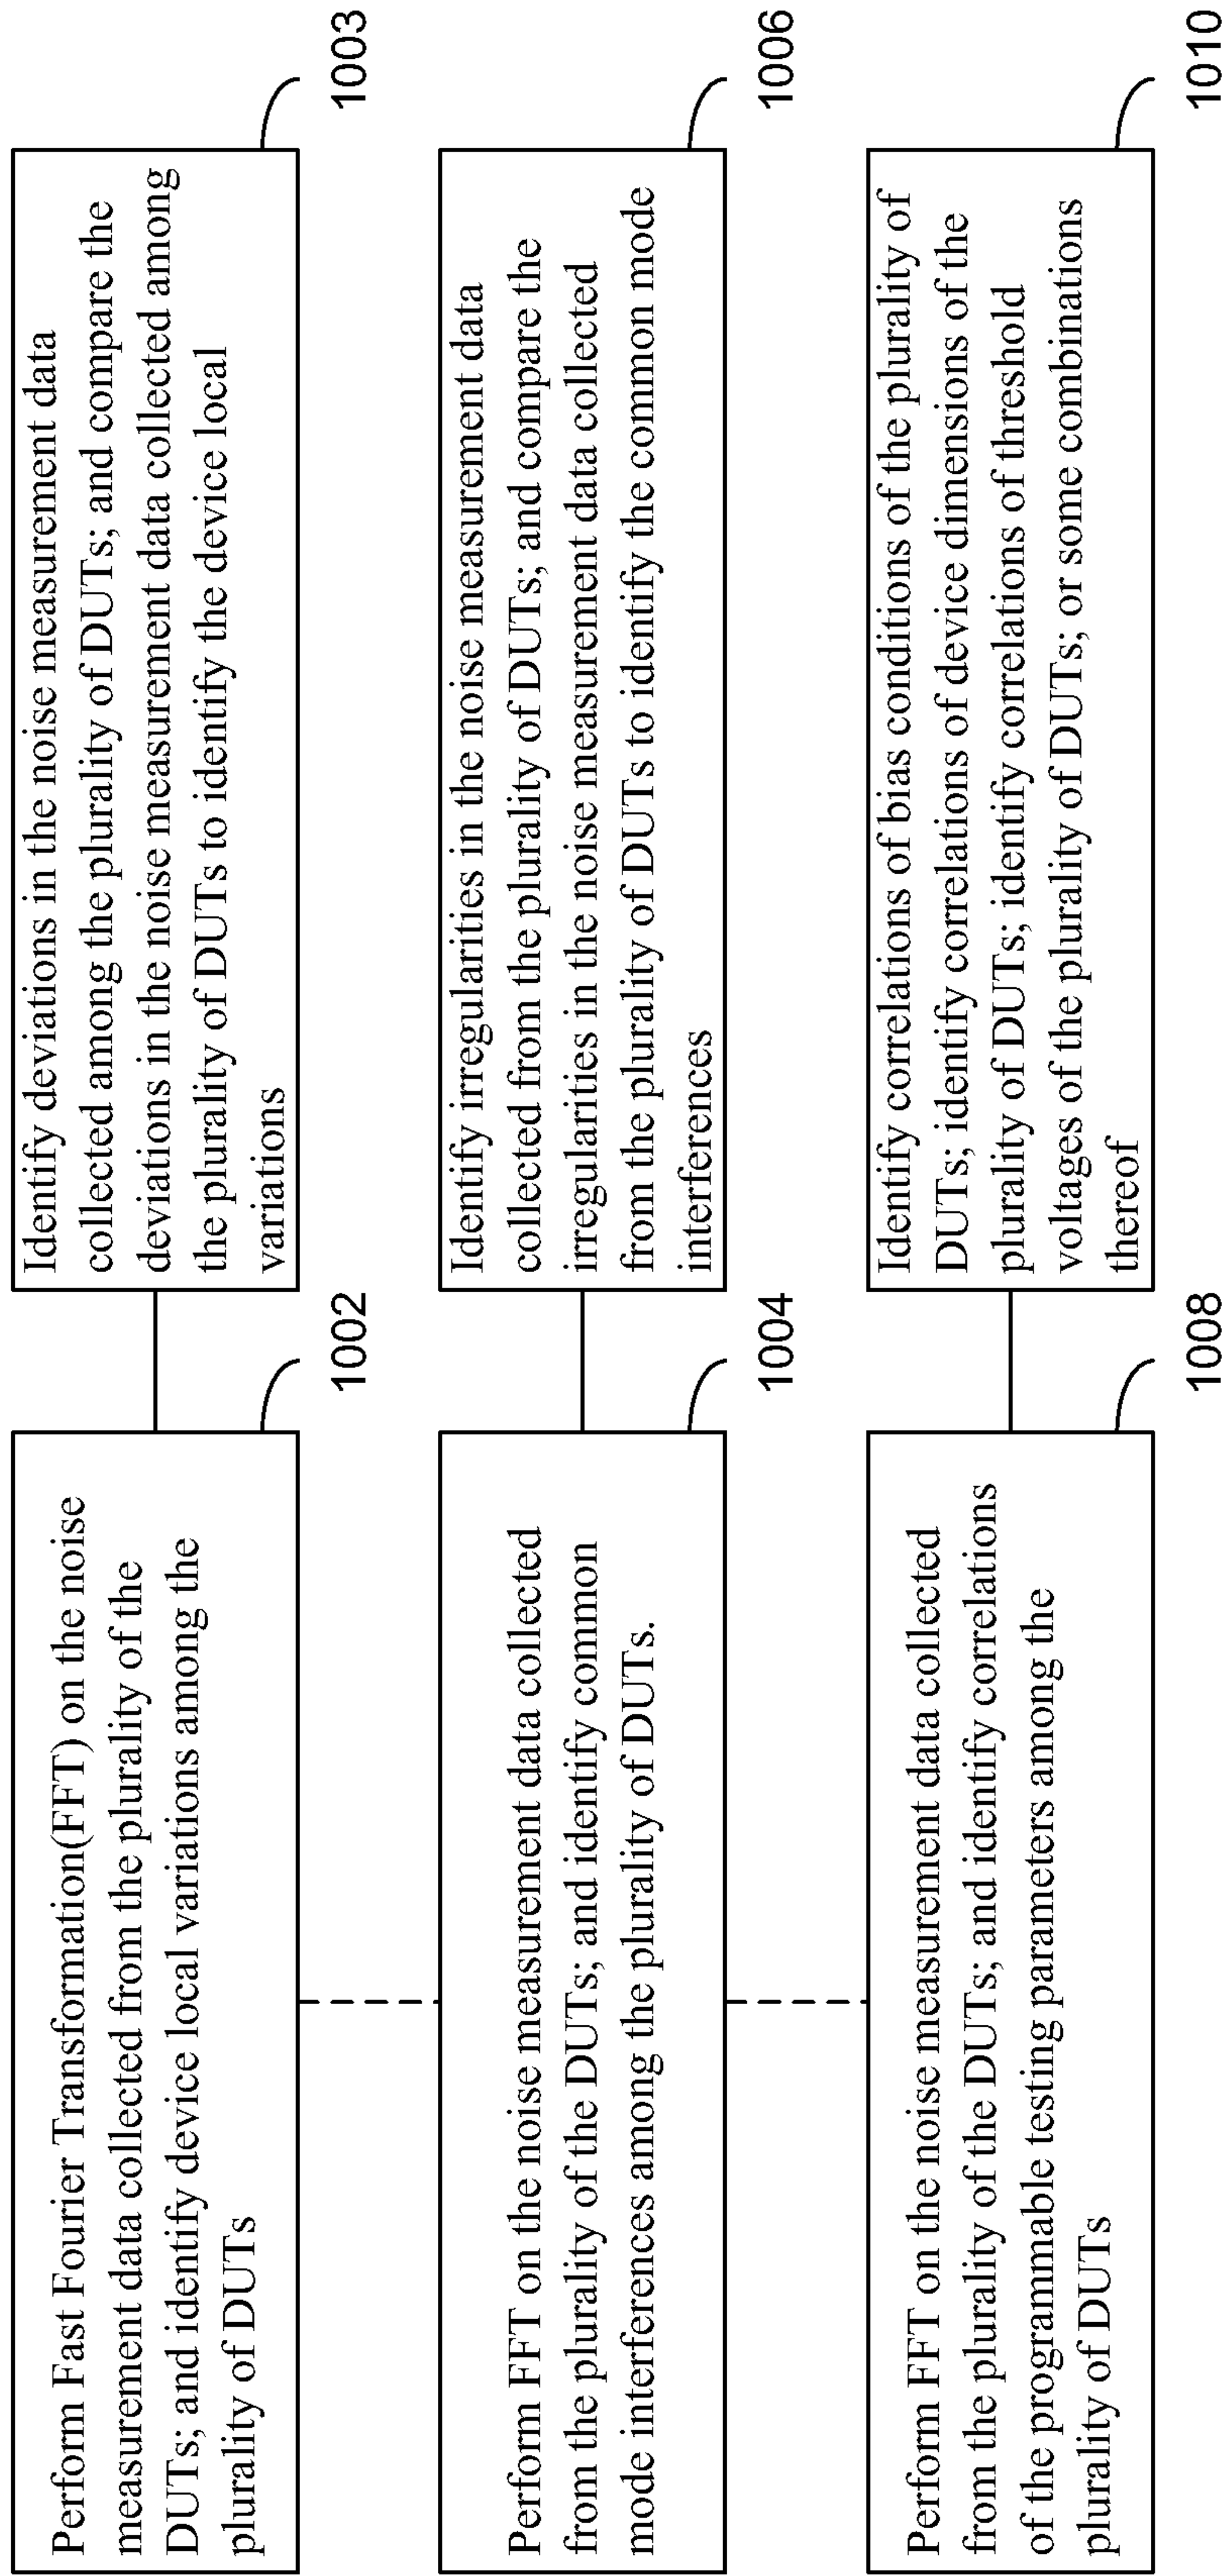 Perform Fast Fourier Transformation(FFT) on the noise
measurement data collected from the plurality of the
DUTs; and identify device local variations among the
plurality of DUTs
1002
Identify deviations in the noise measurement data
collected among the plurality of DUTs; and compare the
deviations in the noise measurement data collected among
the plurality of DUTs to identify the device local
variations
1003
Perform FFT on the noise measurement data collected
from the plurality of the DUTs; and identify common
mode interferences among the plurality of DUTs.
1004
Identify irregularities in the noise measurement data
collected from the plurality of DUTs; and compare the
irregularities in the noise measurement data collected
from the plurality of DUTs to identify the common mode
interferences
1006
Perform FFT on the noise measurement data collected
from the plurality of the DUTs; and identify correlations
of the programmable testing parameters among the
plurality of DUTs
1008
Identify correlations of bias conditions of the plurality of
DUTs; identify correlations of device dimensions of the
plurality of DUTs; identify correlations of threshold
voltages of the plurality of DUTs; or some combinations
thereof
1010